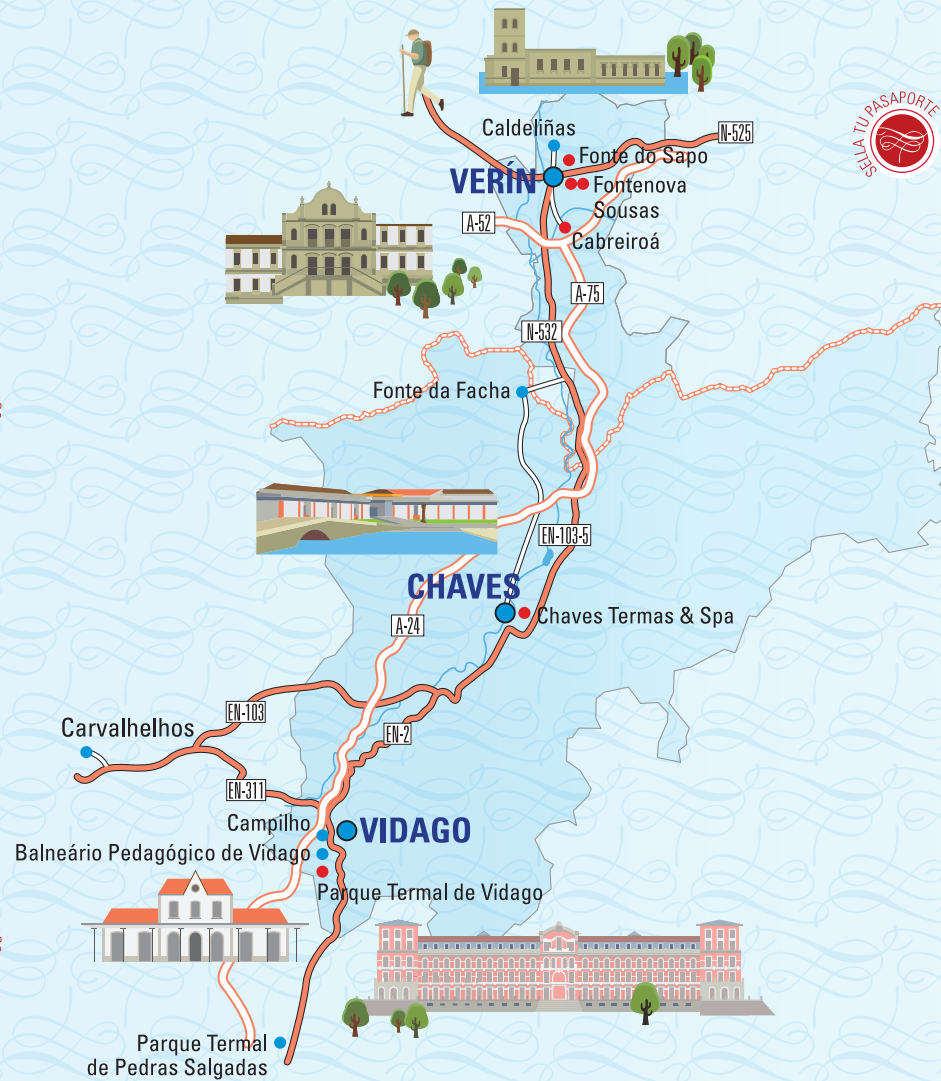 SELLA TU PASAPORTE
N-525
Caldeliñas
Fonte do Sapo
VERÍN
Fontenova
Sousas
A-52
Cabreiroá
A-75
N-532
Fonte da Facha
EN-103-5
CHAVES
Chaves Termas & Spa
A-24
EN-103
Carvalhelhos
EN-2
EN-311
Campilho
VIDAGO
Balneário Pedagógico de Vidago
Parque Termal de Vidago
Parque Termal
de Pedras Salgadas